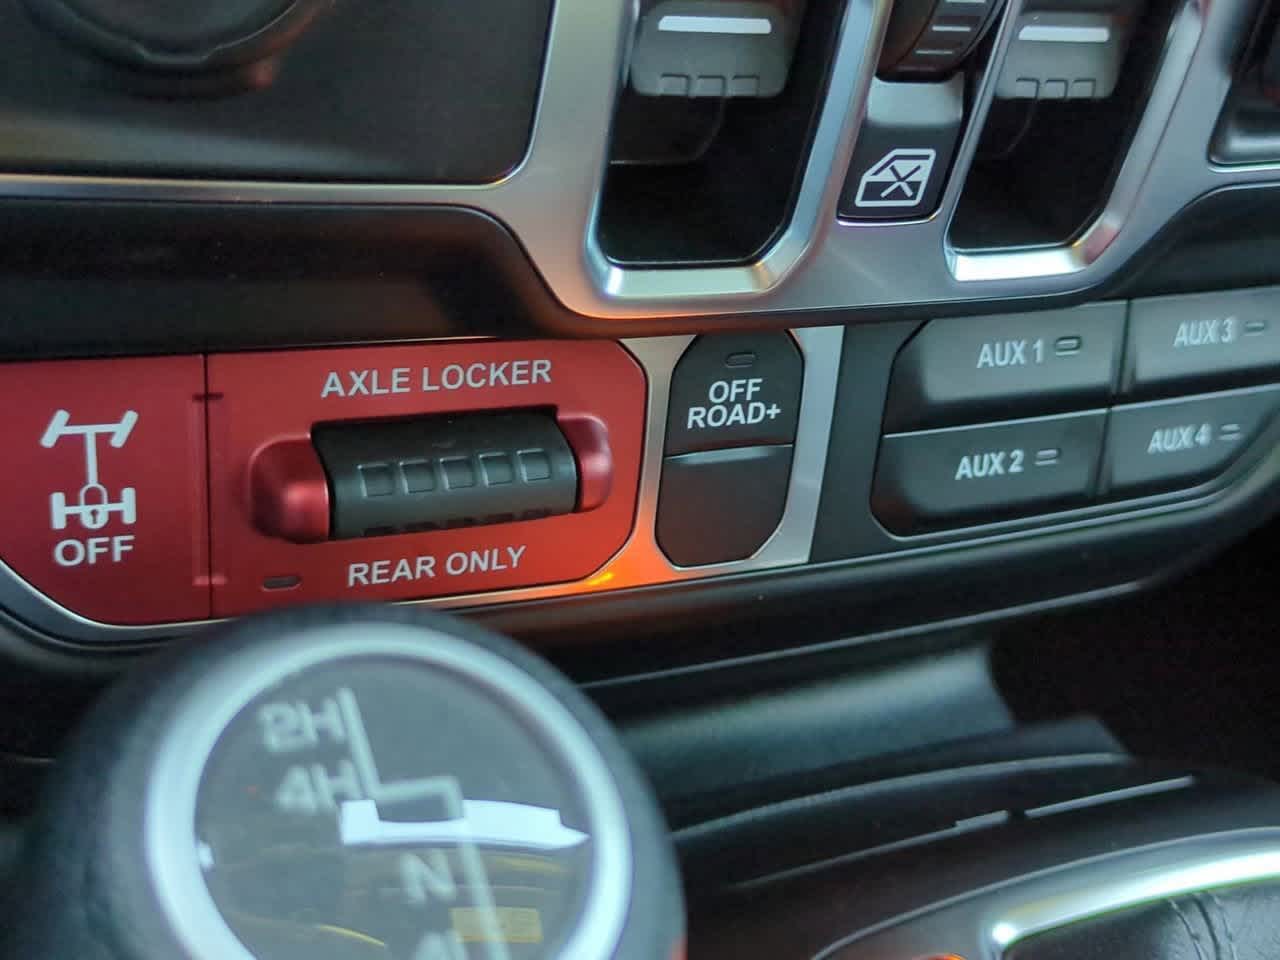 AXLE LOCKER
OFF
REAR ONLY
OFF
ROAD+
AUX 1
AUX 2
AUX 3
AUX 4
2H
4H
N